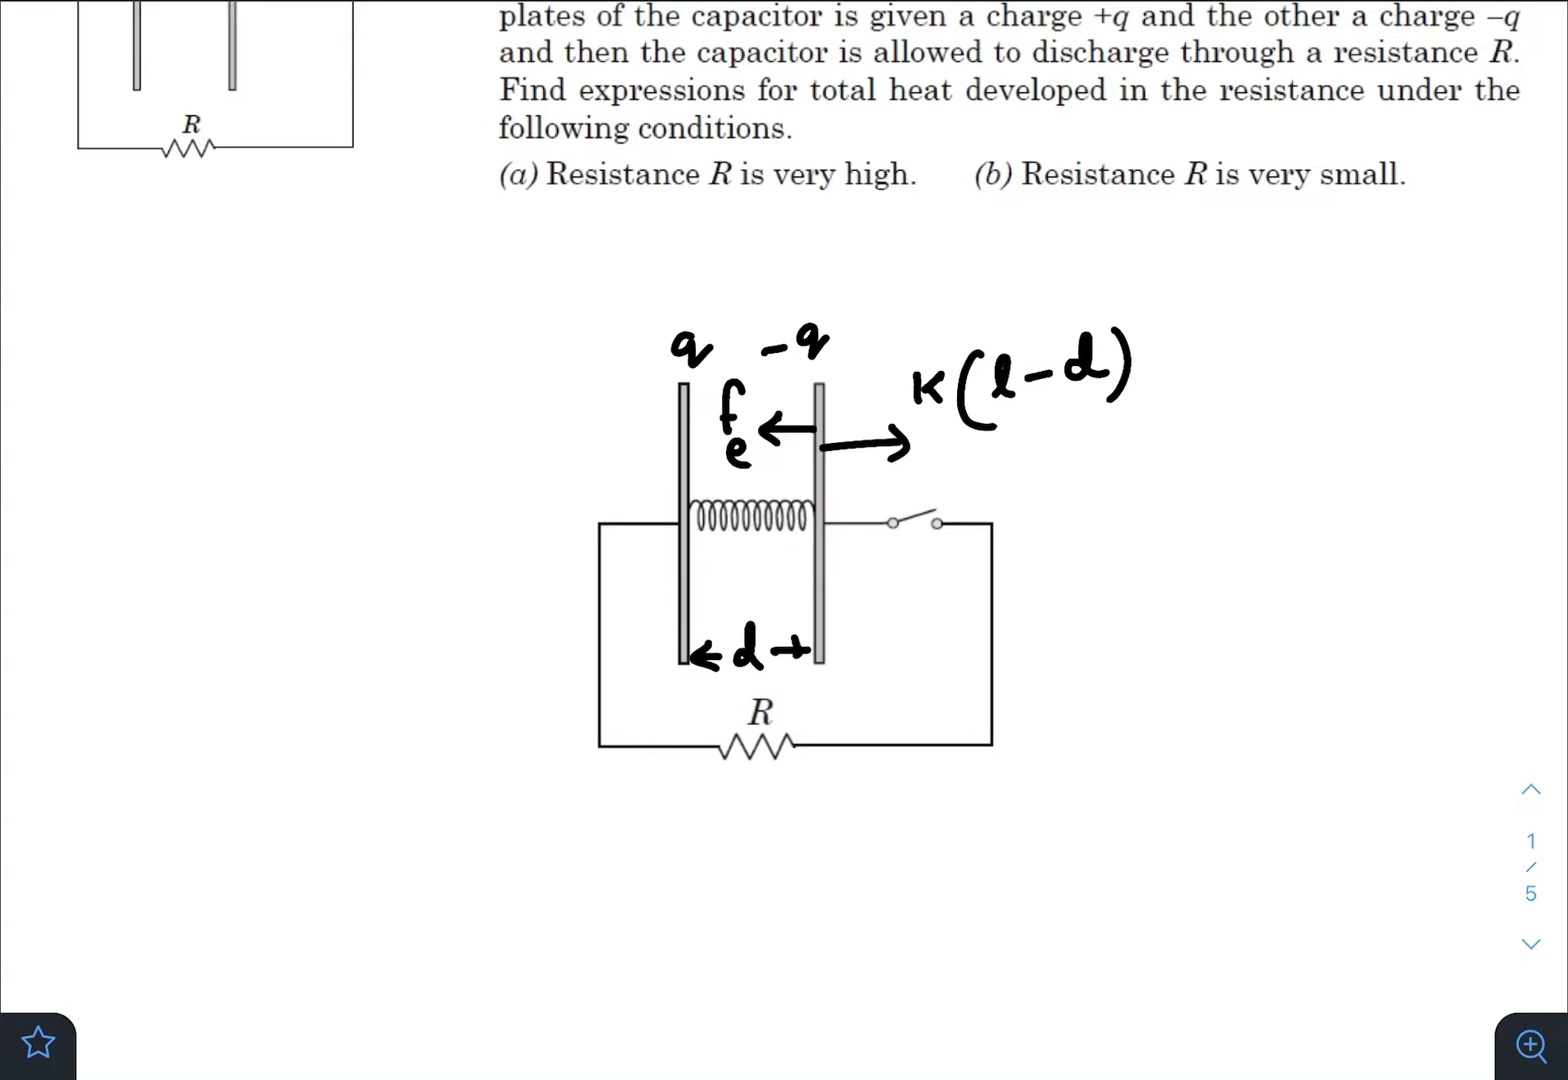 plates of the capacitor is given a charge +q and the other a charge –q
and then the capacitor is allowed to discharge through a resistance R.
Find expressions for total heat developed in the resistance under the
following conditions.
(a) Resistance R is very high. (b) Resistance R is very small.
R
q -q
K(l-d)
fe
d
R
1
/
5